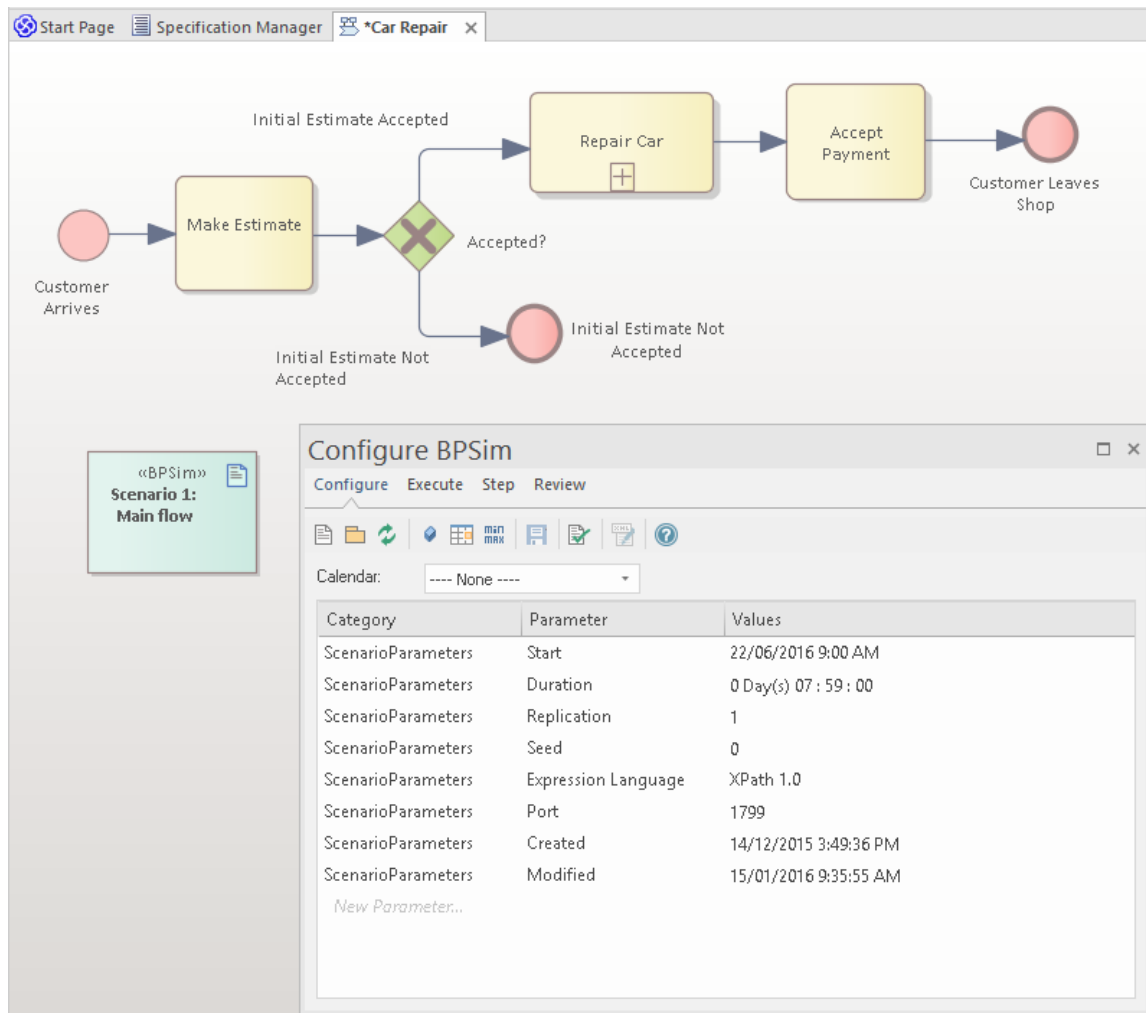 Start Page
Specification Manager
*Car Repair
Initial Estimate Accepted
Repair Car
Accept
Payment
Customer Leaves
Shop
Make Estimate
Accepted?
Customer
Arrives
Initial Estimate Not
Accepted
Initial Estimate Not
Accepted
«BPSim»
Scenario 1:
Main flow
Configure BPSim
Configure Execute Step Review
min
max
XML
Calendar: ---- None ----
Category Parameter Values
ScenarioParameters Start 22/06/2016 9:00 AM
ScenarioParameters Duration 0 Day(s) 07 : 59 : 00
ScenarioParameters Replication 1
ScenarioParameters Seed 0
ScenarioParameters Expression Language XPath 1.0
ScenarioParameters Port 1799
ScenarioParameters Created 14/12/2015 3:49:36 PM
ScenarioParameters Modified 15/01/2016 9:35:55 AM
New Parameter...